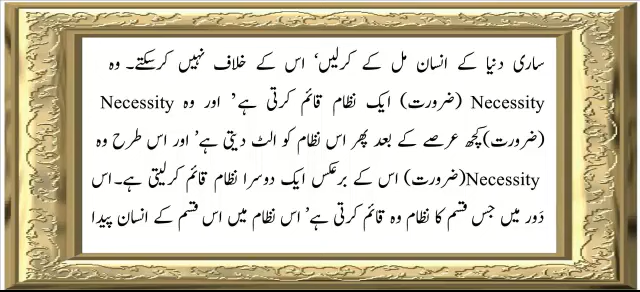 ساری دنیا کے انسان مل کے کرلیں‘ اس کے خلاف نہیں کرسکتے۔ وہ
Necessity (ضرورت) ایک نظام قائم کرتی ہے‘ اور وہ Necessity
(ضرورت)کچھ عرصے کے بعد پھر اس نظام کو الٹ دیتی ہے‘ اور اس طرح وہ
Necessity(ضرورت) اس کے برعکس ایک دوسرا نظام قائم کرلیتی ہے۔اس
دَور میں جس قسم کا نظام وہ قائم کرتی ہے‘ اس نظام میں اس قسم کے انسان پیدا